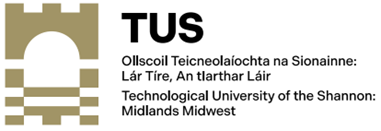 TUS
Ollscoil Teicneolaíochta na Sionainne:
Lár Tíre, An tIarthar Láir
Technological University of the Shannon:
Midlands Midwest